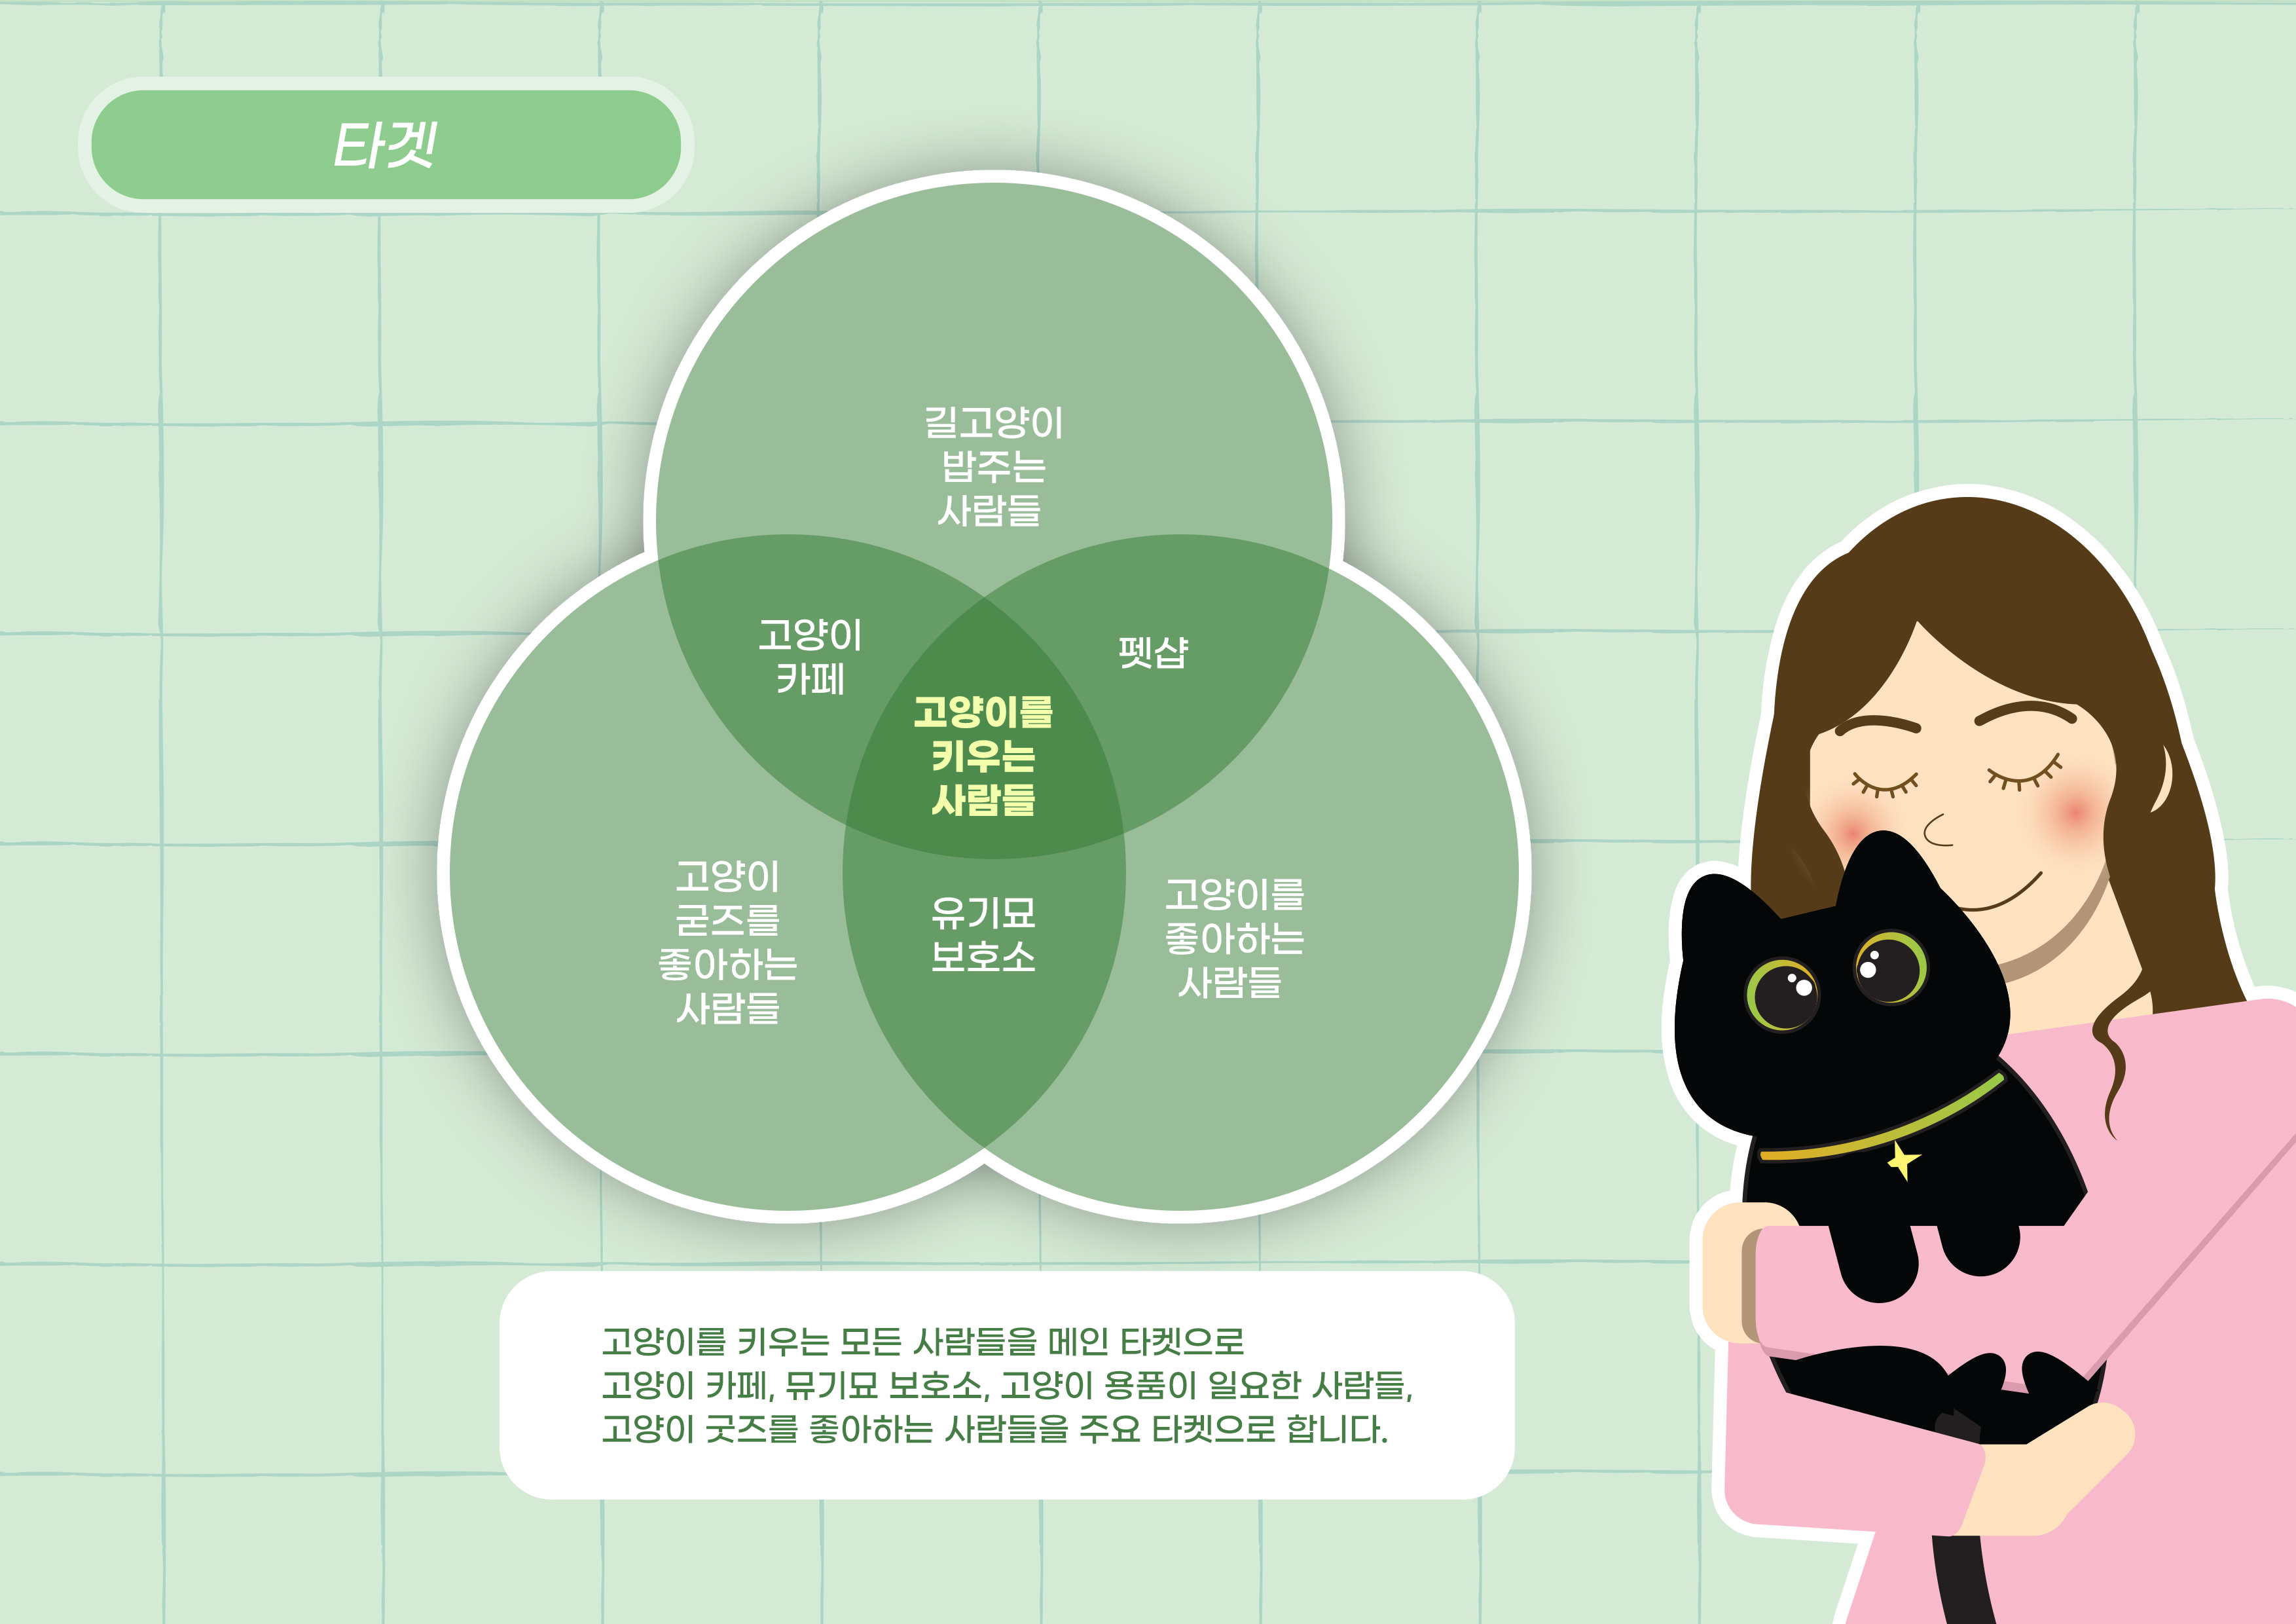 타겟
길고양이
밥주는
사람들
고양이
카페
펫샵
고양이를
키우는
사람들
고양이
굳즈를
좋아하는
사람들
유기묘
보호소
고양이를
좋아하는
사람들
고양이를 키우는 모든 사람들을 메인 타켓으로
고양이 카페, 뮤기묘 보호소, 고양이 용품이 일요한 사람들,
고양이 굿즈를 좋아하는 사람들을 주요 타켓으로 합니다.